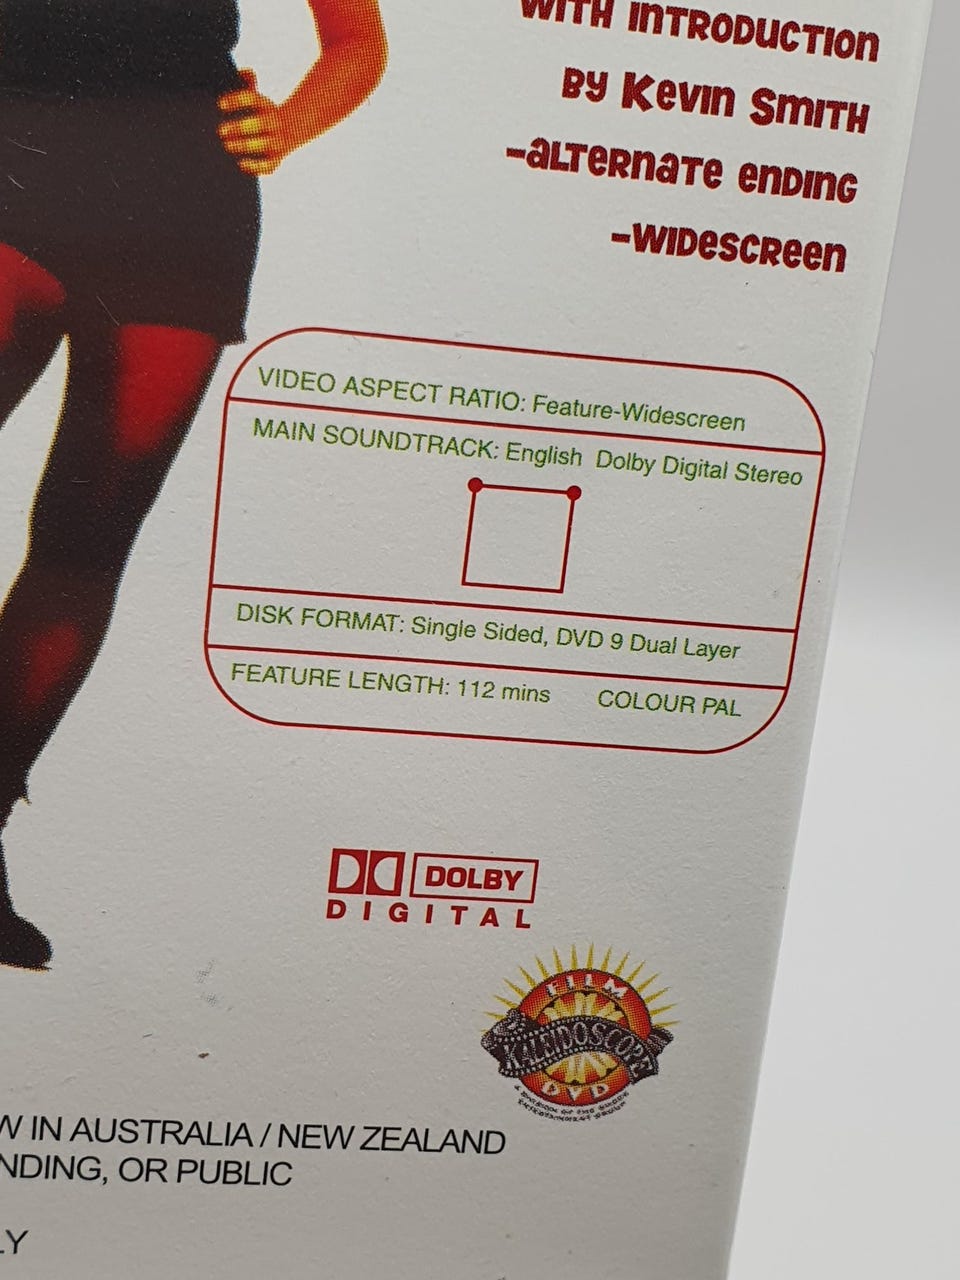 WITH INTRODUCTION
BY KEVIN SMITH
-ALTERNATE ENDING
-WIDESCREEN
VIDEO ASPECT RATIO: Feature-Widescreen
MAIN SOUNDTRACK: English Dolby Digital Stereo
DISK FORMAT: Single Sided, DVD 9 Dual Layer
FEATURE LENGTH: 112 mins COLOUR PAL
DOLBY
DIGITAL
FILM
KALEIDOSCOPE
DVD
W IN AUSTRALIA / NEW ZEALAND
NDING, OR PUBLIC
LY